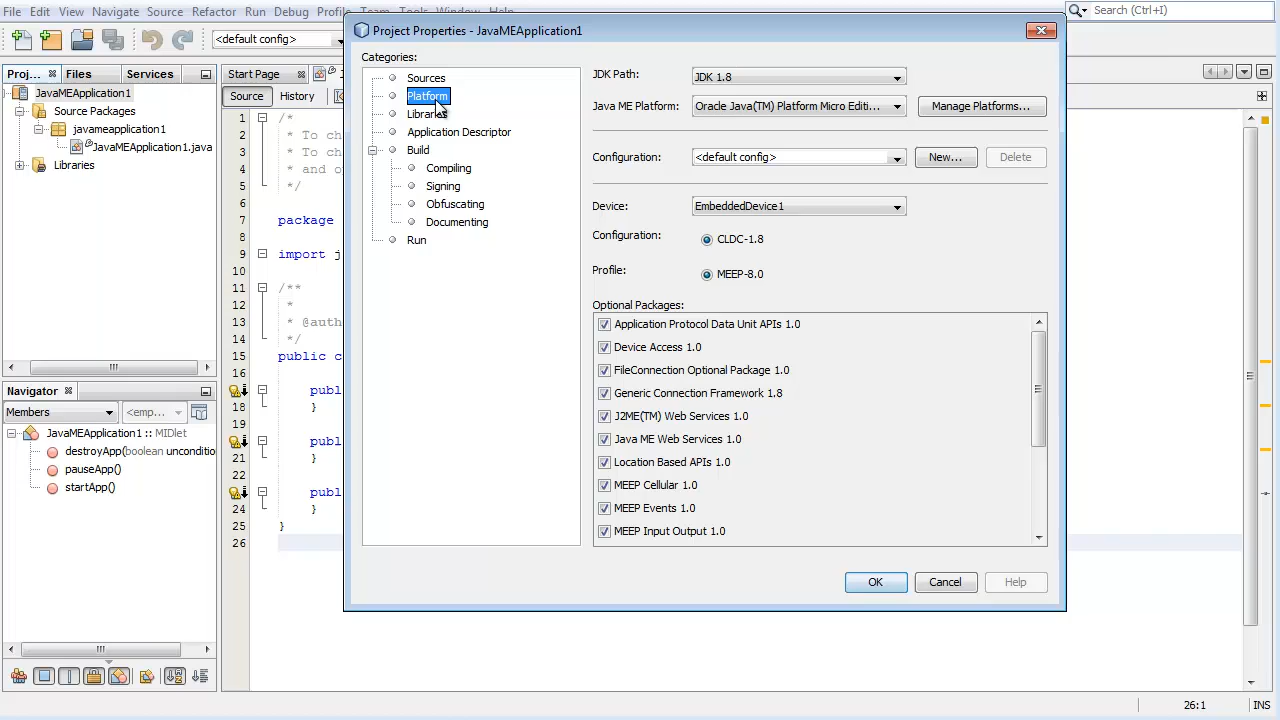 File Edit View Navigate Source Refactor Run Debug Profile Team Tools Window Help
Search (Ctrl+I)
<default config>
Project Properties - JavaMEApplication1
Proj... Files Services
Start Page
Source History
JavaMEApplication1
Source Packages
javameapplication1
JavaMEApplication1.java
Libraries
Navigator
Members
<emp...
JavaMEApplication1 :: MIDlet
destroyApp(boolean uncondition
pauseApp()
startApp()
1 /*
2 * To ch
3 * To ch
4 * and o
5 */
6
7 package
8
9 import j
10
11 /**
12 *
13 * @auth
14 */
15 public c
16
publ
18 }
19
publ
21 }
22
publ
24 }
25 }
26
Categories:
Sources
Platform
Libraries
Application Descriptor
Build
Compiling
Signing
Obfuscating
Documenting
Run
JDK Path: JDK 1.8
Java ME Platform: Oracle Java(TM) Platform Micro Editi... Manage Platforms...
Configuration: <default config> New... Delete
Device: EmbeddedDevice1
Configuration: CLDC-1.8
Profile: MEEP-8.0
Optional Packages:
Application Protocol Data Unit APIs 1.0
Device Access 1.0
FileConnection Optional Package 1.0
Generic Connection Framework 1.8
J2ME(TM) Web Services 1.0
Java ME Web Services 1.0
Location Based APIs 1.0
MEEP Cellular 1.0
MEEP Events 1.0
MEEP Input Output 1.0
OK Cancel Help
26:1 INS